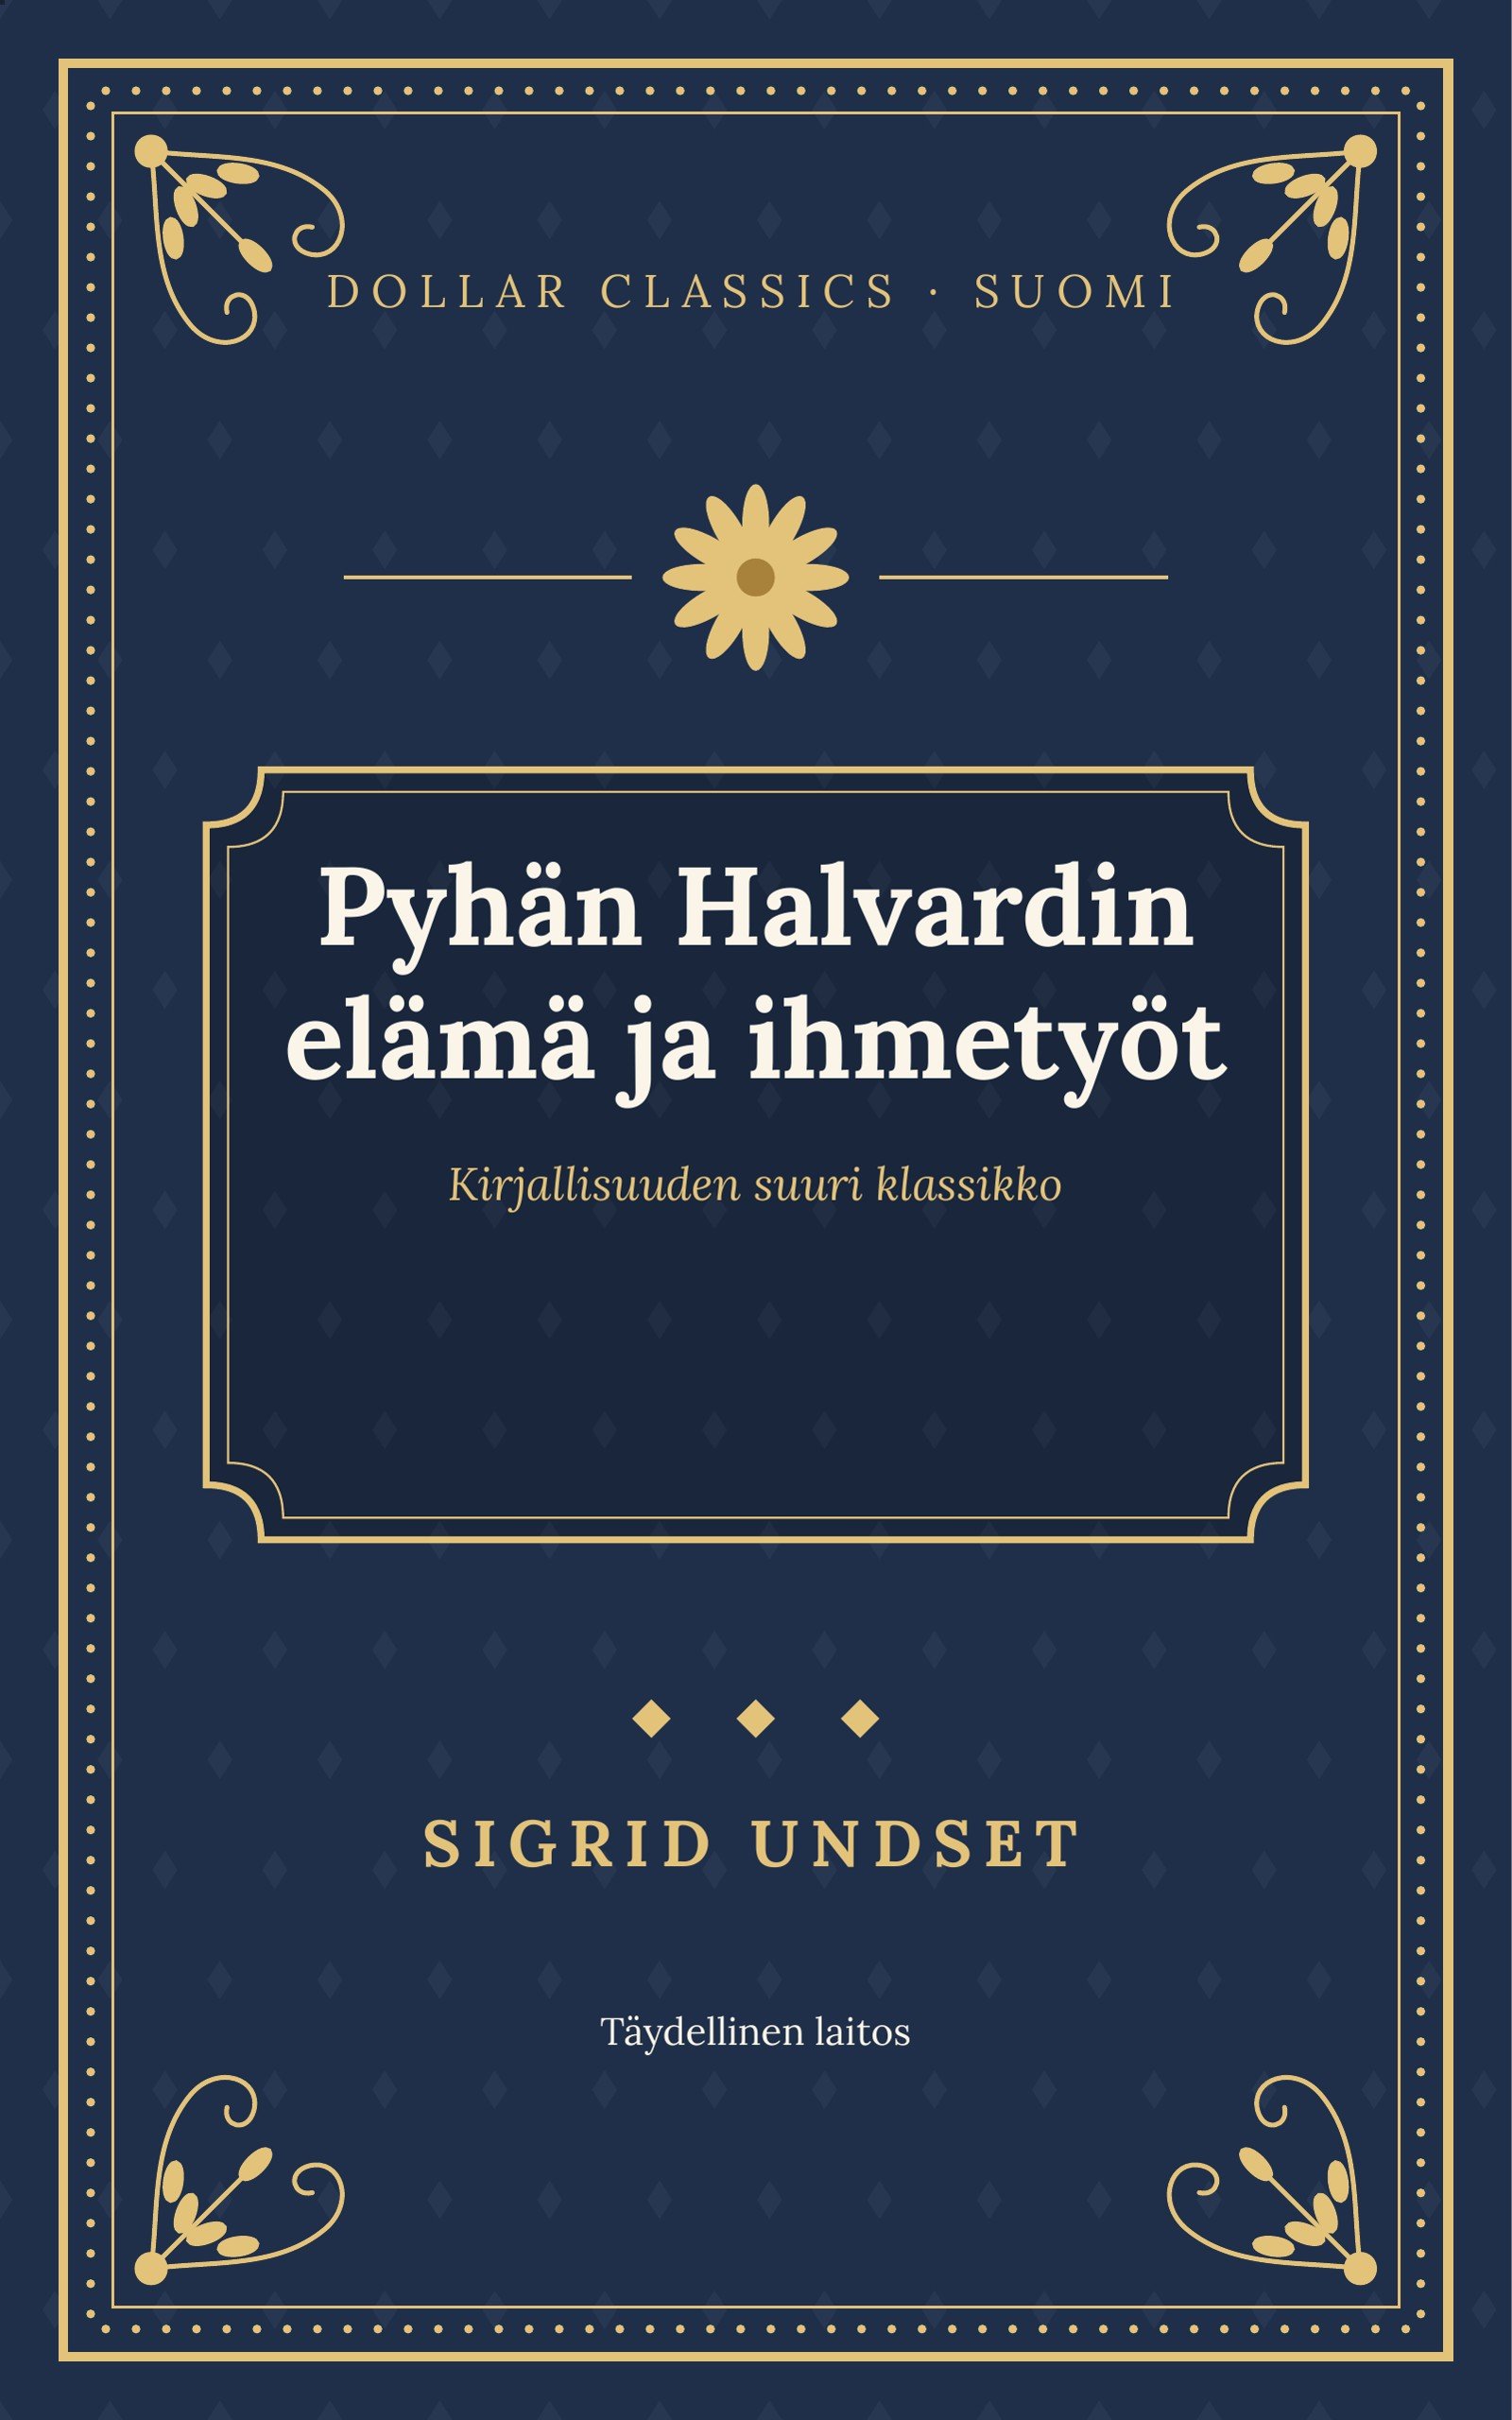 DOLLAR CLASSICS · SUOMI
Pyhän Halvardin
elämä ja ihmetyöt
Kirjallisuuden suuri klassikko
SIGRID UNDSET
Täydellinen laitos